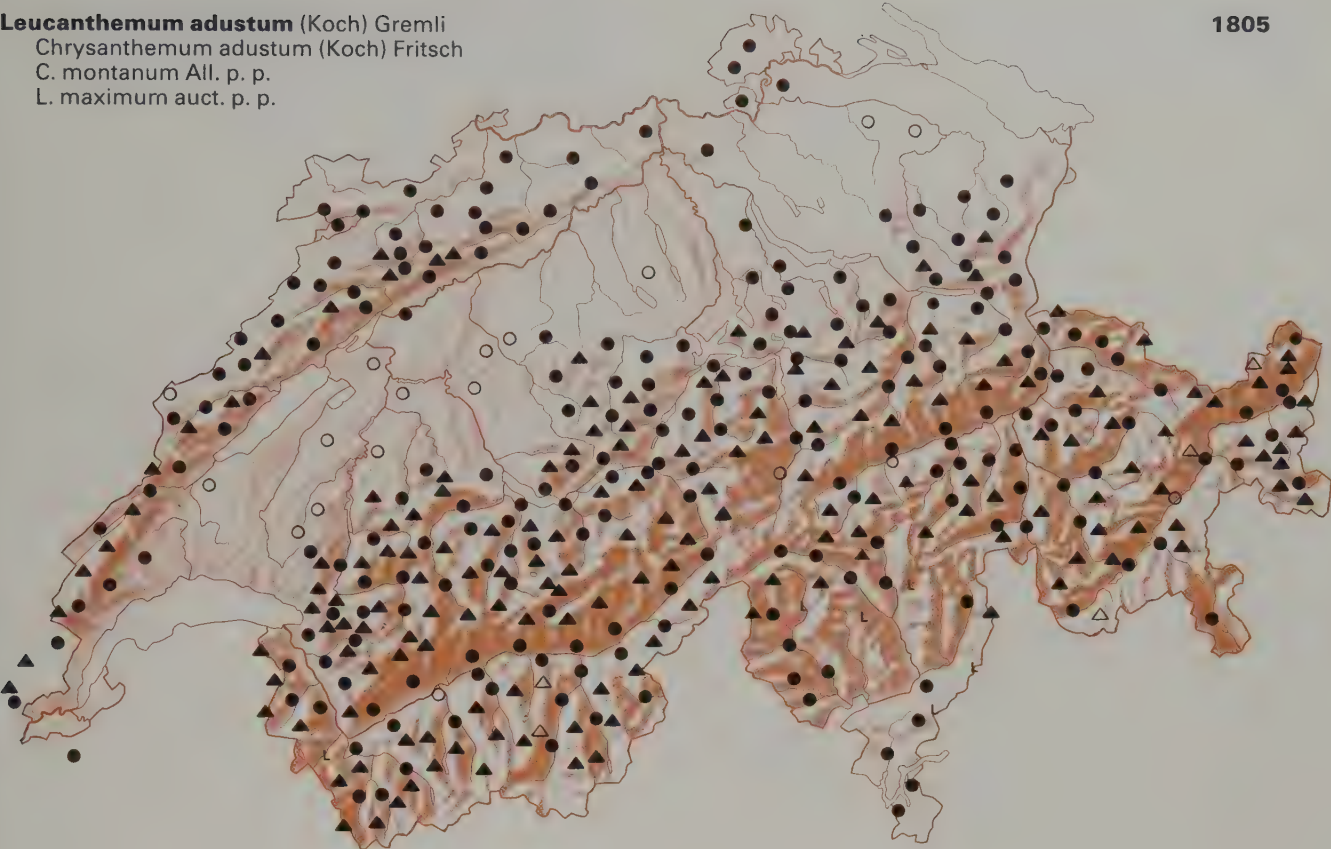 Leucanthemum adustum (Koch) Gremli
1805
Chrysanthemum adustum (Koch) Fritsch
C. montanum All. p. p.
L. maximum auct. p. p.
L
L
L
L
L